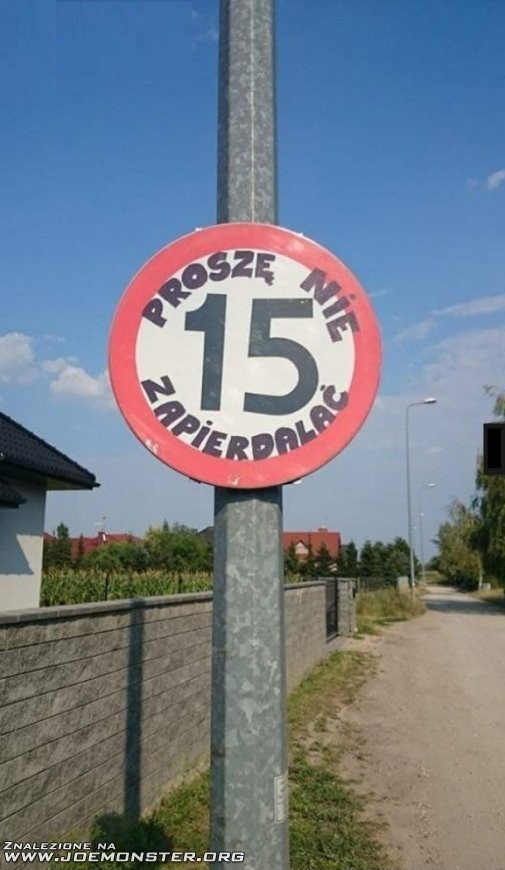 PROSZĘ NIE
15
ZAPIERDALAĆ
ZNALEZIONE NA
WWW.JOEMONSTER.ORG